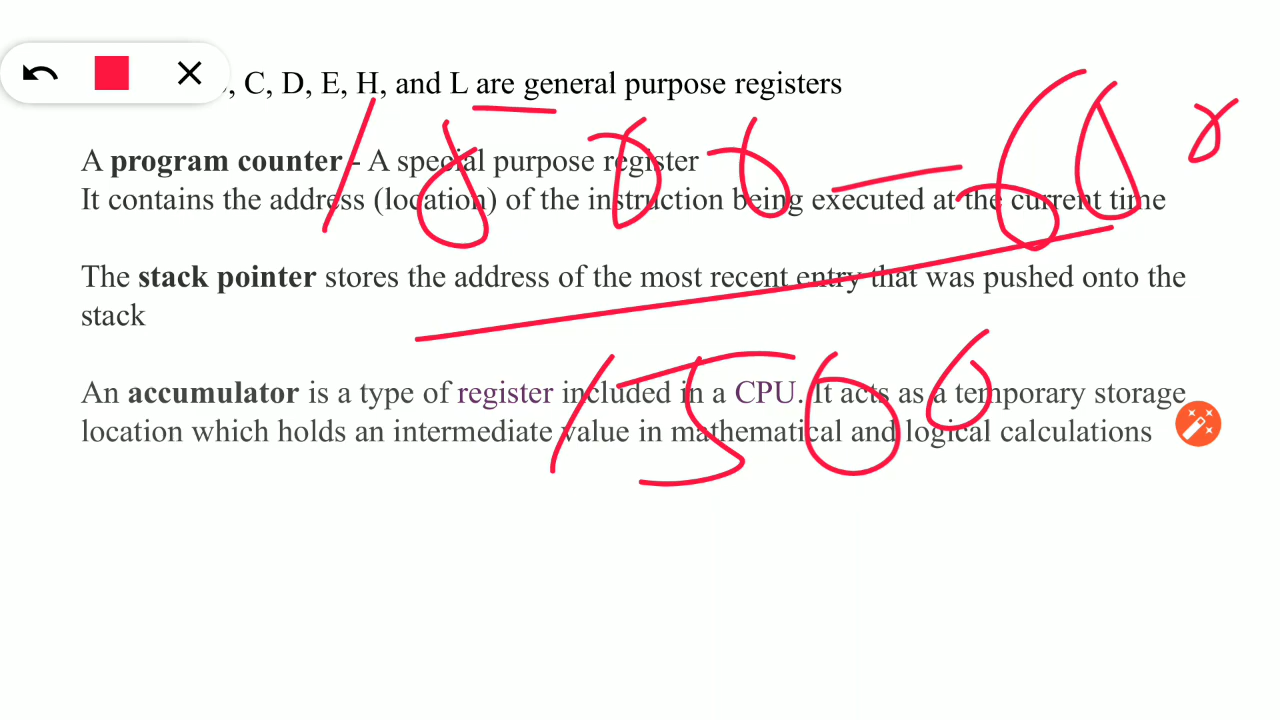 , C, D, E, H, and L are general purpose registers
A program counter - A special purpose register
It contains the address (location) of the instruction being executed at the current time
The stack pointer stores the address of the most recent entry that was pushed onto the
stack
An accumulator is a type of register included in a CPU. It acts as a temporary storage
location which holds an intermediate value in mathematical and logical calculations
1500